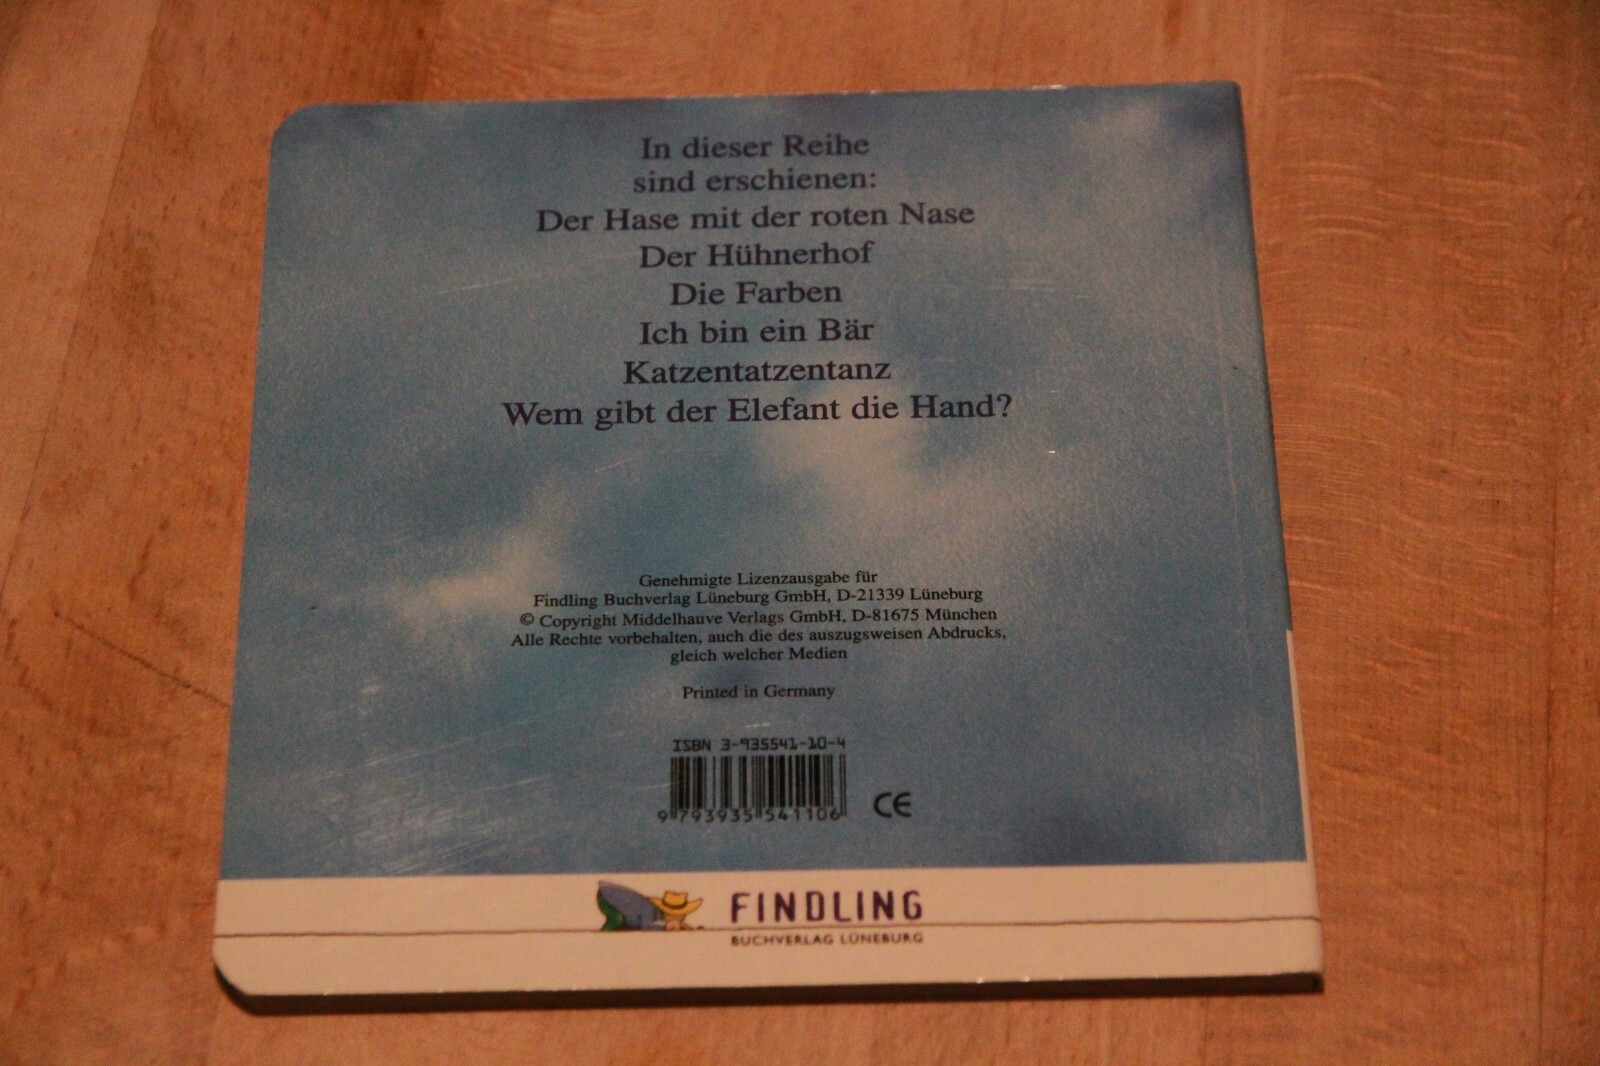 In dieser Reihe
sind erschienen:
Der Hase mit der roten Nase
Der Hühnerhof
Die Farben
Ich bin ein Bär
Katzentatzentanz
Wem gibt der Elefant die Hand?
Genehmigte Lizenzausgabe für
Findling Buchverlag Lüneburg GmbH, D-21339 Lüneburg
© Copyright Middelhauve Verlags GmbH, D-81675 München
Alle Rechte vorbehalten, auch die des auszugsweisen Abdrucks,
gleich welcher Medien
Printed in Germany
ISBN 3-935541-10-4
9 793935 541106
CE
FINDLING
BUCHVERLAG LÜNEBURG